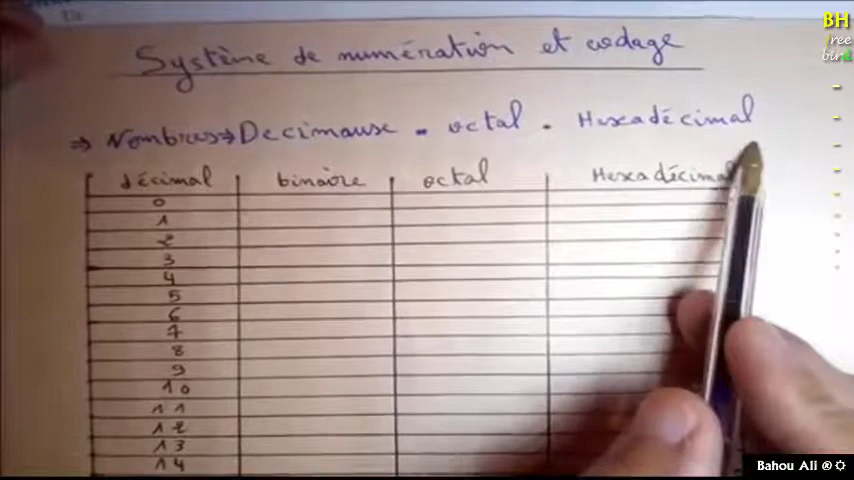 Système de numération et codage
⇒ Nombres → Decimause - octal - Hexadécimal
décimal binaire octal Hexadécimal
0
1
2
3
4
5
6
7
8
9
10
11
12
13
14
BH
free
bird
Bahou Ali ®